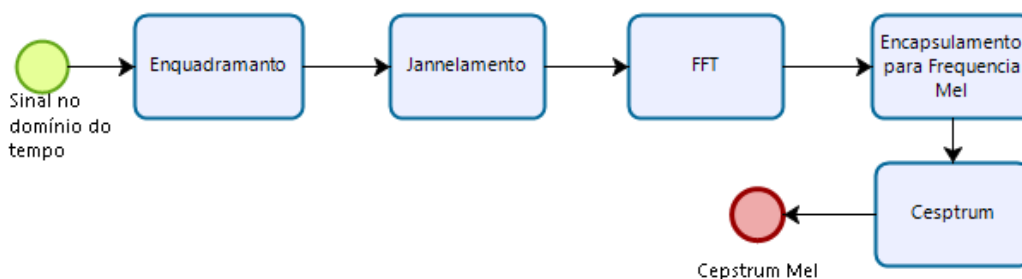 Sinal no
domínio do
tempo
Enquadramanto
Jannelamento
FFT
Encapsulamento
para Frequencia
Mel
Cesptrum
Cepstrum Mel